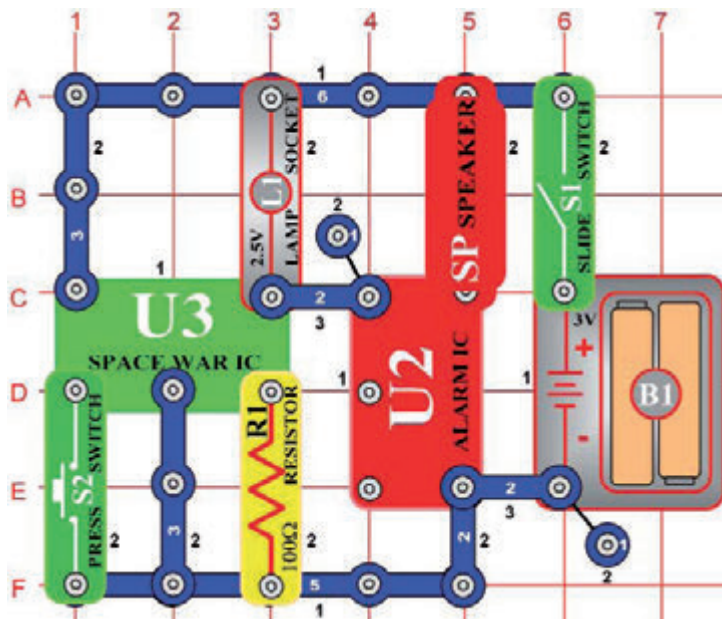 1 2 3 4 5 6 7
A
B
C
D
E
F
1
6
2
3
1
L1
2.5V LAMP SOCKET
2
SP SPEAKER
2
S1
SLIDE SWITCH
2
2
1
2
3
U3
SPACE WAR IC
U2
ALARM IC
1
1
3V
+
-
B1
S2
PRESS SWITCH
2
3
2
R1
RESISTOR
100Ω
2
2
3
2
2
1
2
5
1